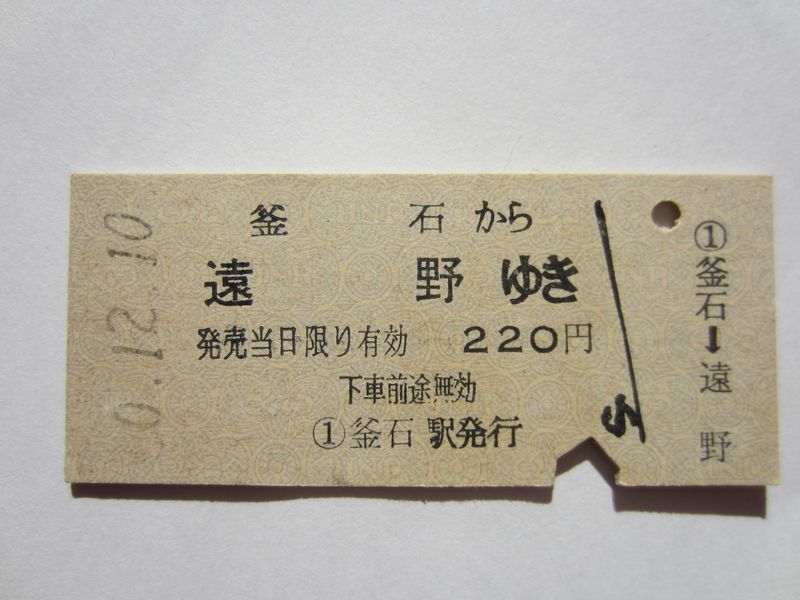 釜石から
遠野ゆき
発売当日限り有効 220円
下車前途無効
①釜石駅発行
①釜石➡遠野
0.12.10